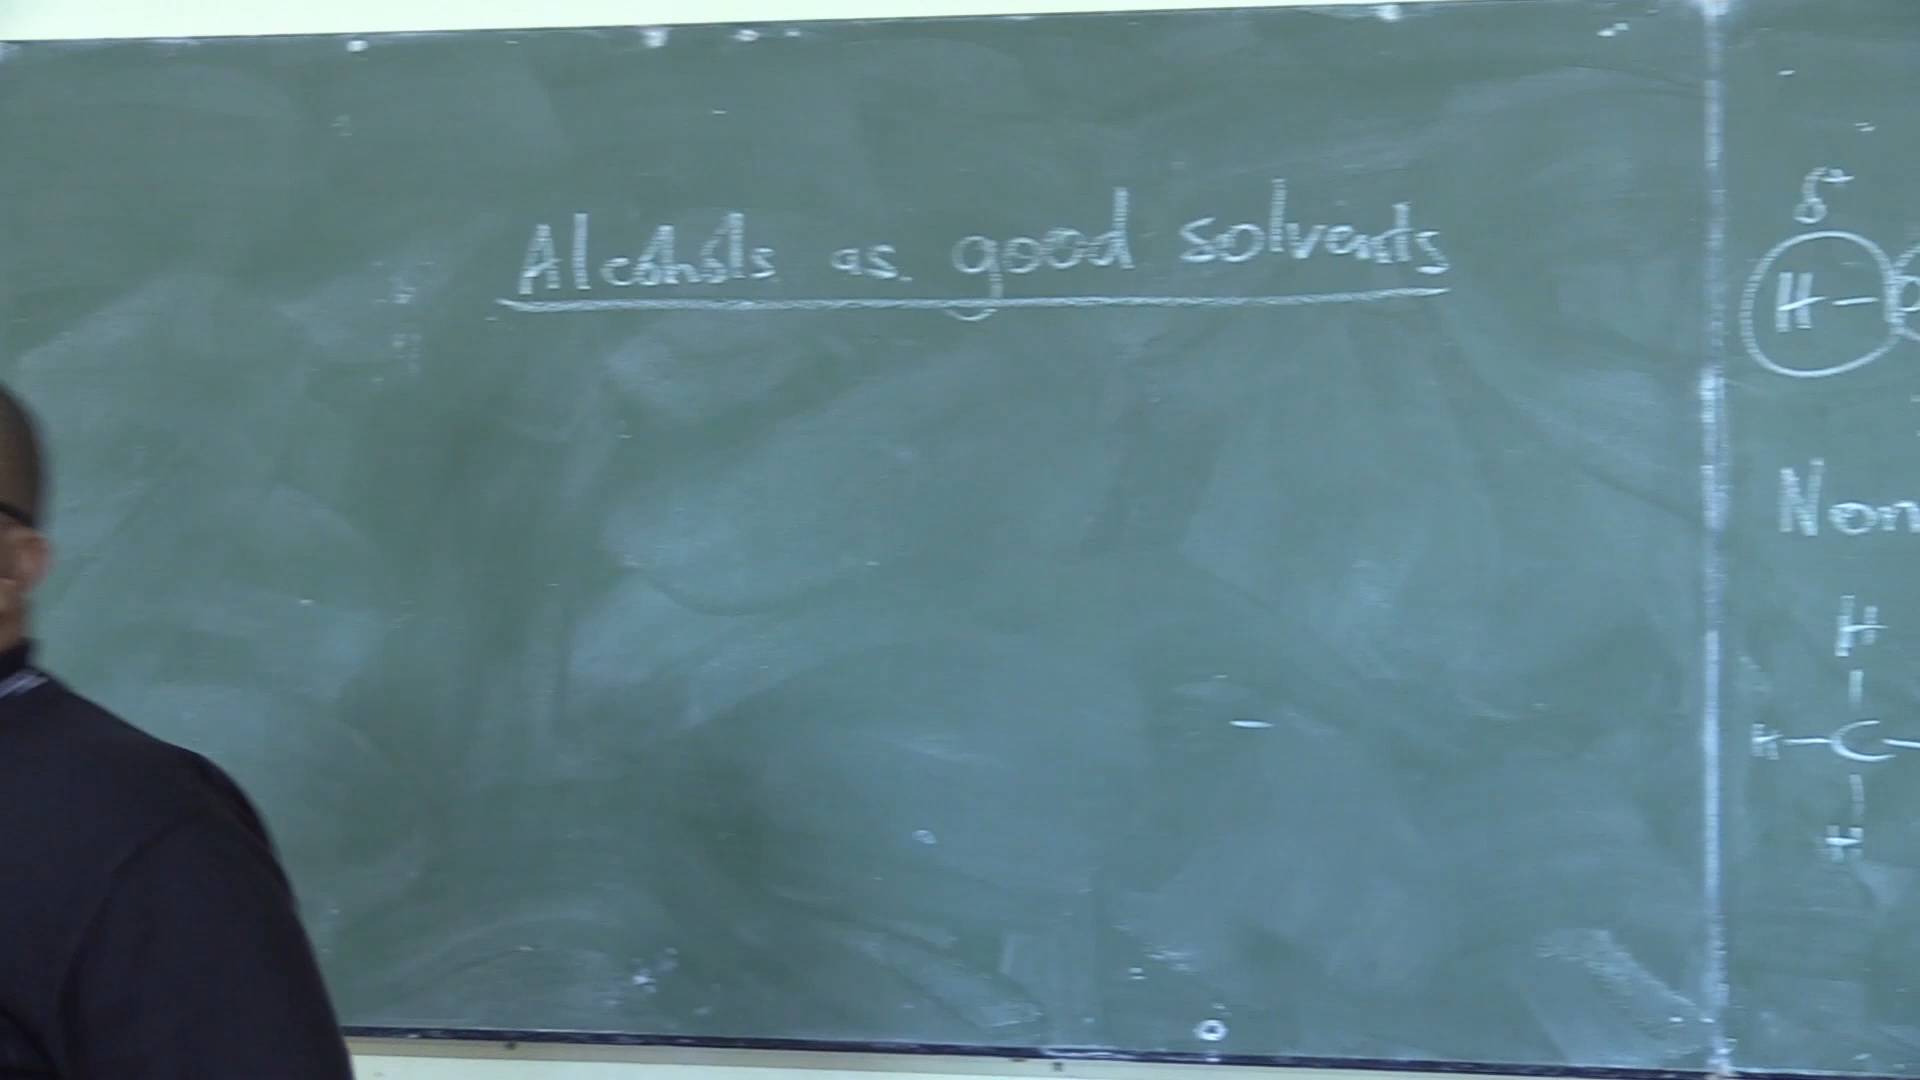 Alcohols as good solvents
δ+
H-
Non
H
H-C-
H